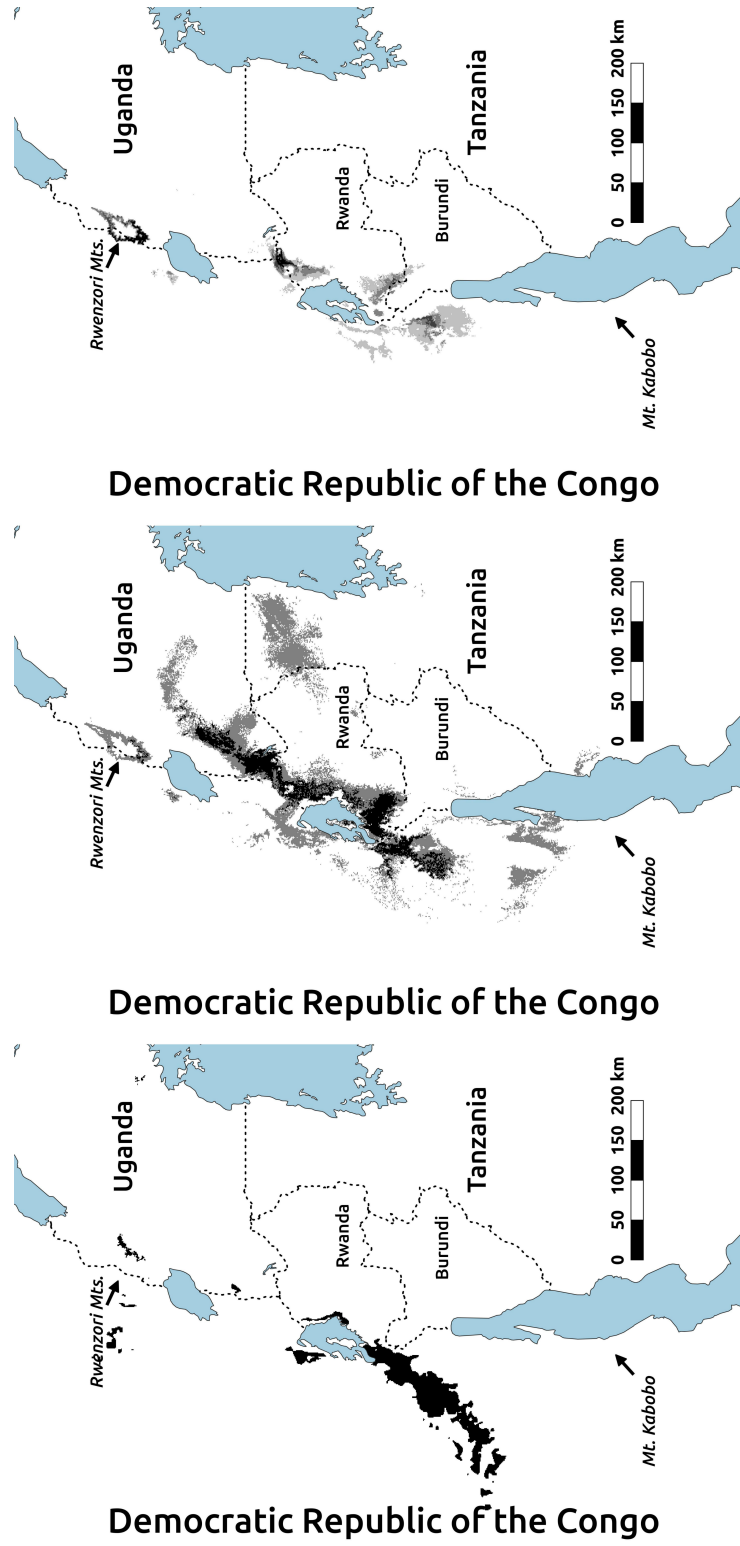 Uganda
Rwenzori Mts.
Rwanda
Burundi
Tanzania
0 50 100 150 200 km
Mt. Kabobo
Democratic Republic of the Congo
Uganda
Rwenzori Mts.
Rwanda
Burundi
Tanzania
0 50 100 150 200 km
Mt. Kabobo
Democratic Republic of the Congo
Uganda
Rwenzori Mts.
Rwanda
Burundi
Tanzania
0 50 100 150 200 km
Mt. Kabobo
Democratic Republic of the Congo